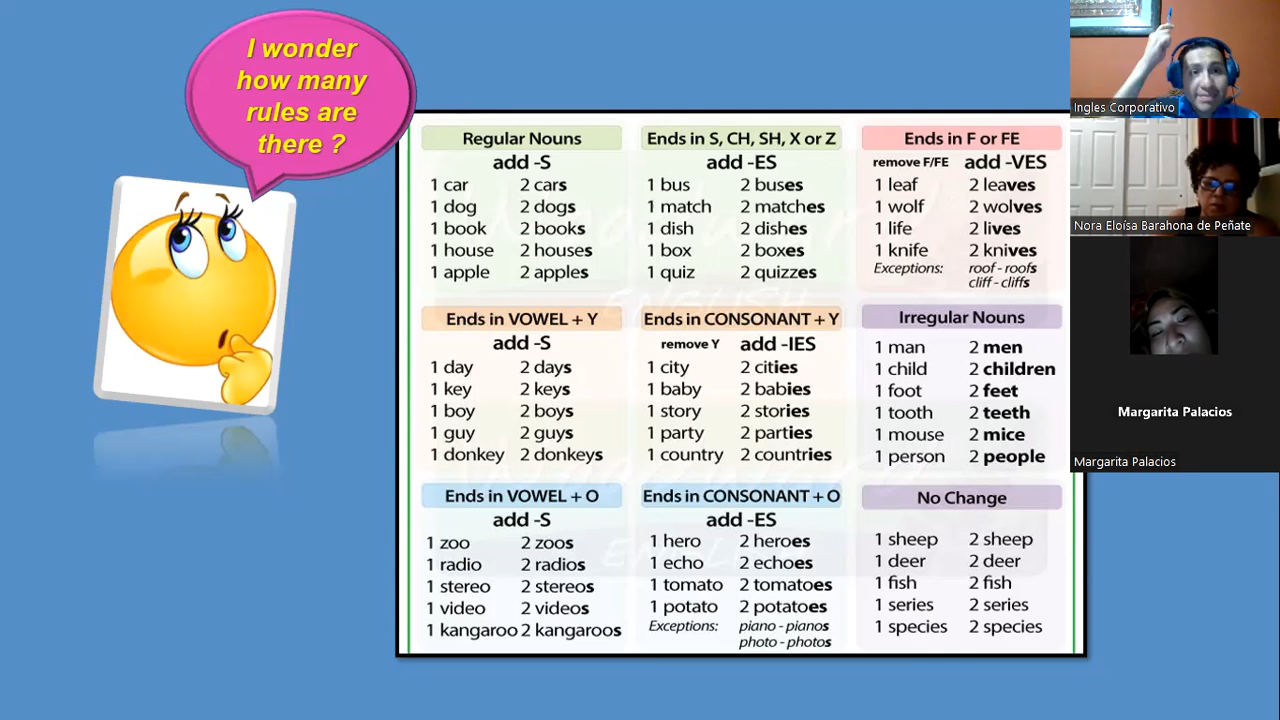 I wonder
how many
rules are
there ?
Regular Nouns
add -S
1 car 2 cars
1 dog 2 dogs
1 book 2 books
1 house 2 houses
1 apple 2 apples
Ends in S, CH, SH, X or Z
add -ES
1 bus 2 buses
1 match 2 matches
1 dish 2 dishes
1 box 2 boxes
1 quiz 2 quizzes
Ends in F or FE
remove F/FE add -VES
1 leaf 2 leaves
1 wolf 2 wolves
1 life 2 lives
1 knife 2 knives
Exceptions: roof - roofs
cliff - cliffs
Ends in VOWEL + Y
add -S
1 day 2 days
1 key 2 keys
1 boy 2 boys
1 guy 2 guys
1 donkey 2 donkeys
Ends in CONSONANT + Y
remove Y add -IES
1 city 2 cities
1 baby 2 babies
1 story 2 stories
1 party 2 parties
1 country 2 countries
Irregular Nouns
1 man 2 men
1 child 2 children
1 foot 2 feet
1 tooth 2 teeth
1 mouse 2 mice
1 person 2 people
Ends in VOWEL + O
add -S
1 zoo 2 zoos
1 radio 2 radios
1 stereo 2 stereos
1 video 2 videos
1 kangaroo 2 kangaroos
Ends in CONSONANT + O
add -ES
1 hero 2 heroes
1 echo 2 echoes
1 tomato 2 tomatoes
1 potato 2 potatoes
Exceptions: piano - pianos
photo - photos
No Change
1 sheep 2 sheep
1 deer 2 deer
1 fish 2 fish
1 series 2 series
1 species 2 species
Ingles Corporativo
Nora Eloísa Barahona de Peñate
Margarita Palacios
Margarita Palacios